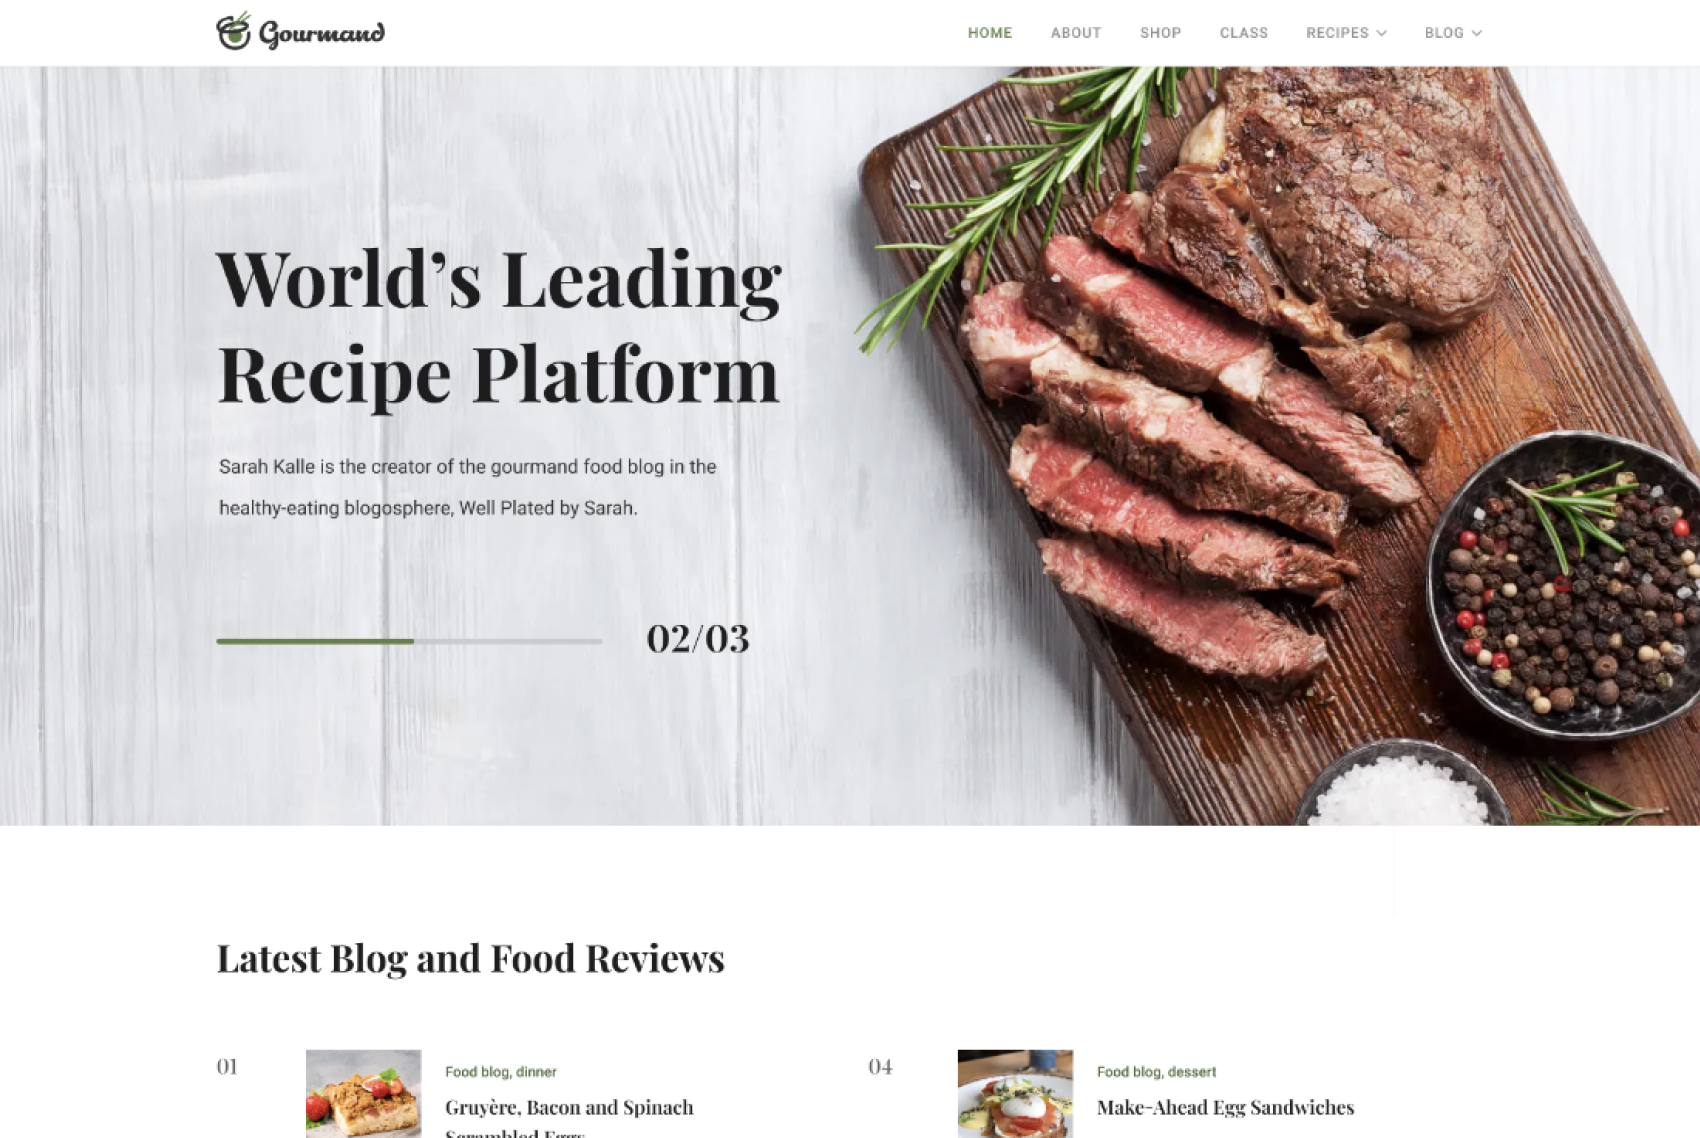 Gourmand
HOME ABOUT SHOP CLASS RECIPES BLOG
World’s Leading
Recipe Platform
Sarah Kalle is the creator of the gourmand food blog in the
healthy-eating blogosphere, Well Plated by Sarah.
02/03
Latest Blog and Food Reviews
01
Food blog, dinner
Gruyère, Bacon and Spinach
Scrambled Eggs
04
Food blog, dessert
Make-Ahead Egg Sandwiches